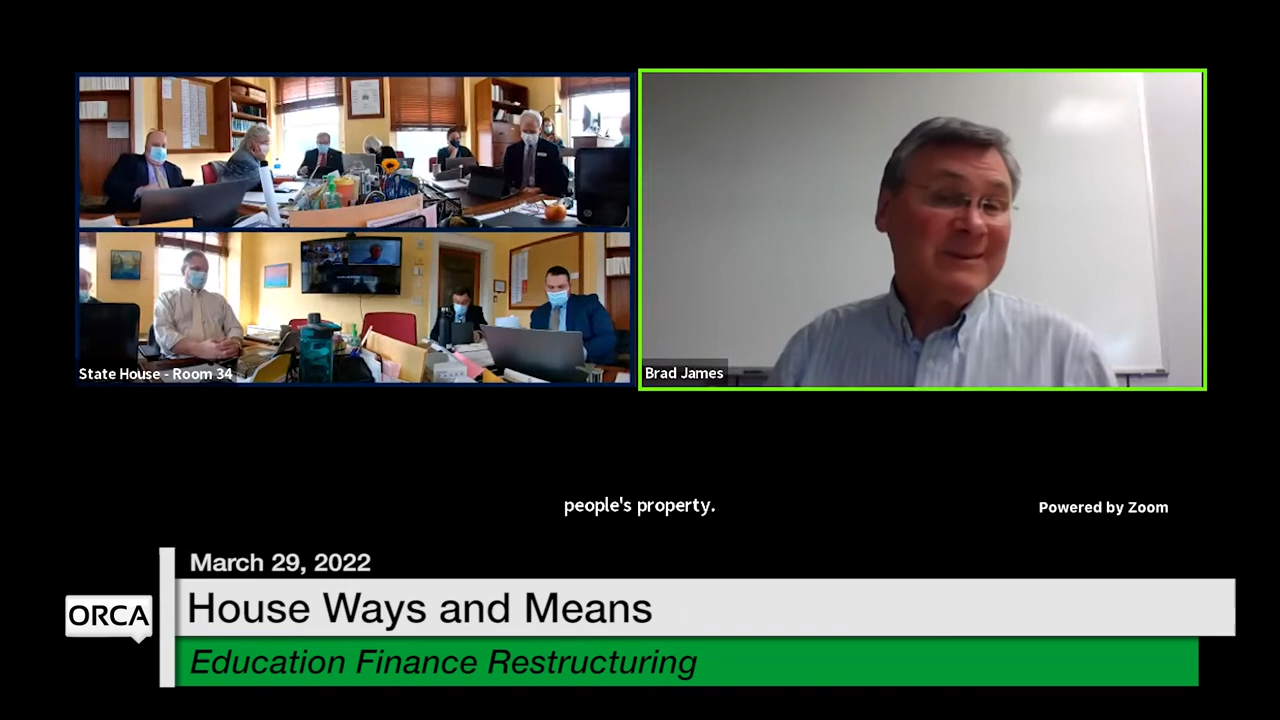 State House - Room 34
Brad James
people's property.
Powered by Zoom
March 29, 2022
ORCA
House Ways and Means
Education Finance Restructuring